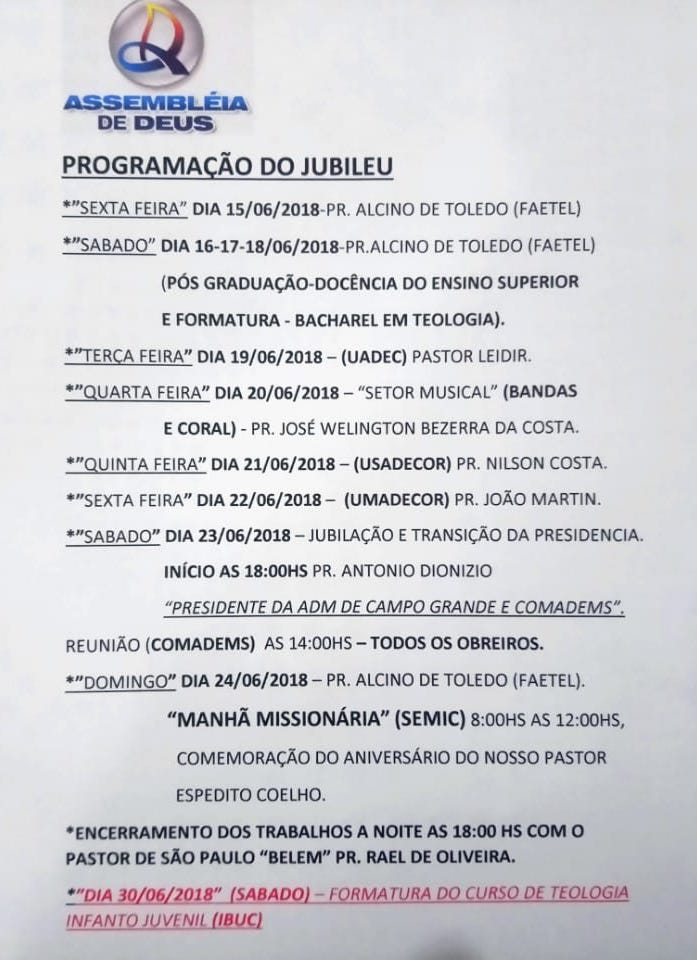 ASSEMBLÉIA
DE DEUS
PROGRAMAÇÃO DO JUBILEU
*"SEXTA FEIRA" DIA 15/06/2018-PR. ALCINO DE TOLEDO (FAETEL)
*"SABADO" DIA 16-17-18/06/2018-PR.ALCINO DE TOLEDO (FAETEL)
(PÓS GRADUAÇÃO-DOCÊNCIA DO ENSINO SUPERIOR
E FORMATURA - BACHAREL EM TEOLOGIA).
*"TERÇA FEIRA" DIA 19/06/2018 – (UADEC) PASTOR LEIDIR.
*"QUARTA FEIRA" DIA 20/06/2018 – "SETOR MUSICAL" (BANDAS
E CORAL) - PR. JOSÉ WELINGTON BEZERRA DA COSTA.
*"QUINTA FEIRA" DIA 21/06/2018 – (USADECOR) PR. NILSON COSTA.
*"SEXTA FEIRA" DIA 22/06/2018 – (UMADECOR) PR. JOÃO MARTIN.
*"SABADO" DIA 23/06/2018 – JUBILAÇÃO E TRANSIÇÃO DA PRESIDENCIA.
INÍCIO AS 18:00HS PR. ANTONIO DIONIZIO
"PRESIDENTE DA ADM DE CAMPO GRANDE E COMADEMS".
REUNIÃO (COMADEMS) AS 14:00HS – TODOS OS OBREIROS.
*"DOMINGO" DIA 24/06/2018 – PR. ALCINO DE TOLEDO (FAETEL).
"MANHÃ MISSIONÁRIA" (SEMIC) 8:00HS AS 12:00HS,
COMEMORAÇÃO DO ANIVERSÁRIO DO NOSSO PASTOR
ESPEDITO COELHO.
*ENCERRAMENTO DOS TRABALHOS A NOITE AS 18:00 HS COM O
PASTOR DE SÃO PAULO "BELEM" PR. RAEL DE OLIVEIRA.
*"DIA 30/06/2018" (SABADO) – FORMATURA DO CURSO DE TEOLOGIA
INFANTO JUVENIL (IBUC)